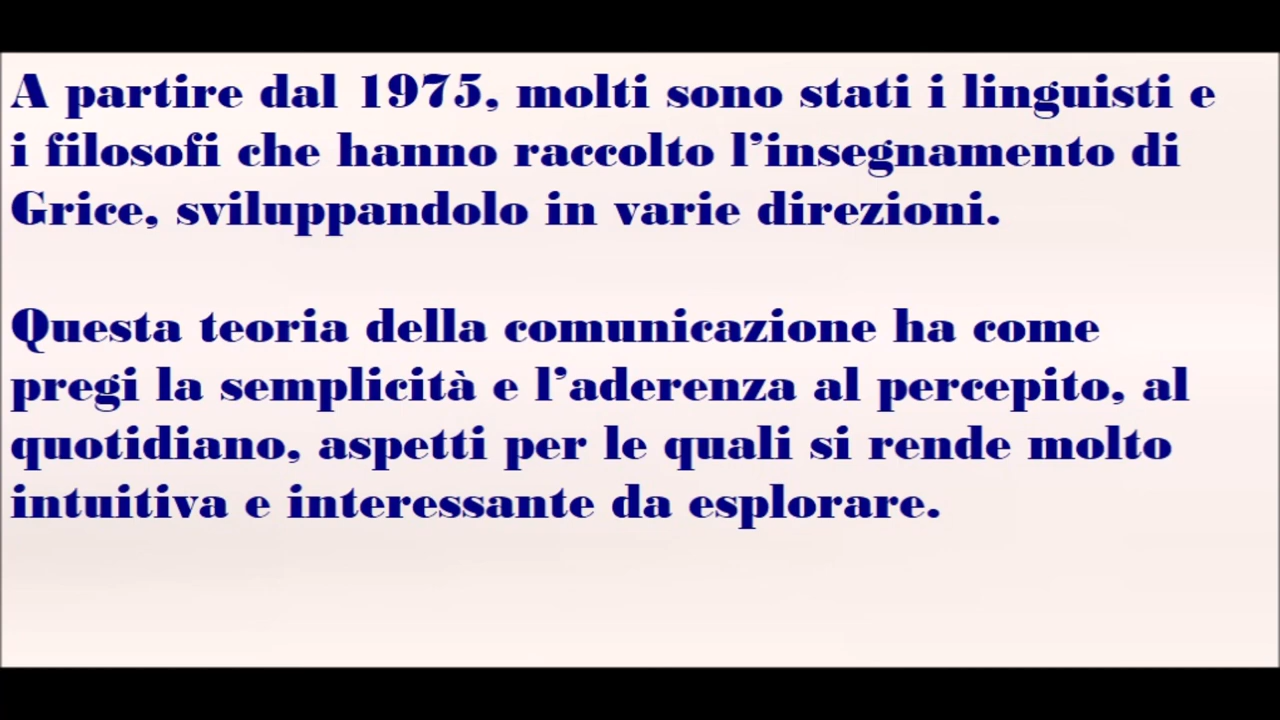 A partire dal 1975, molti sono stati i linguisti e
i filosofi che hanno raccolto l’insegnamento di
Grice, sviluppandolo in varie direzioni.
Questa teoria della comunicazione ha come
pregi la semplicità e l’aderenza al percepito, al
quotidiano, aspetti per le quali si rende molto
intuitiva e interessante da esplorare.